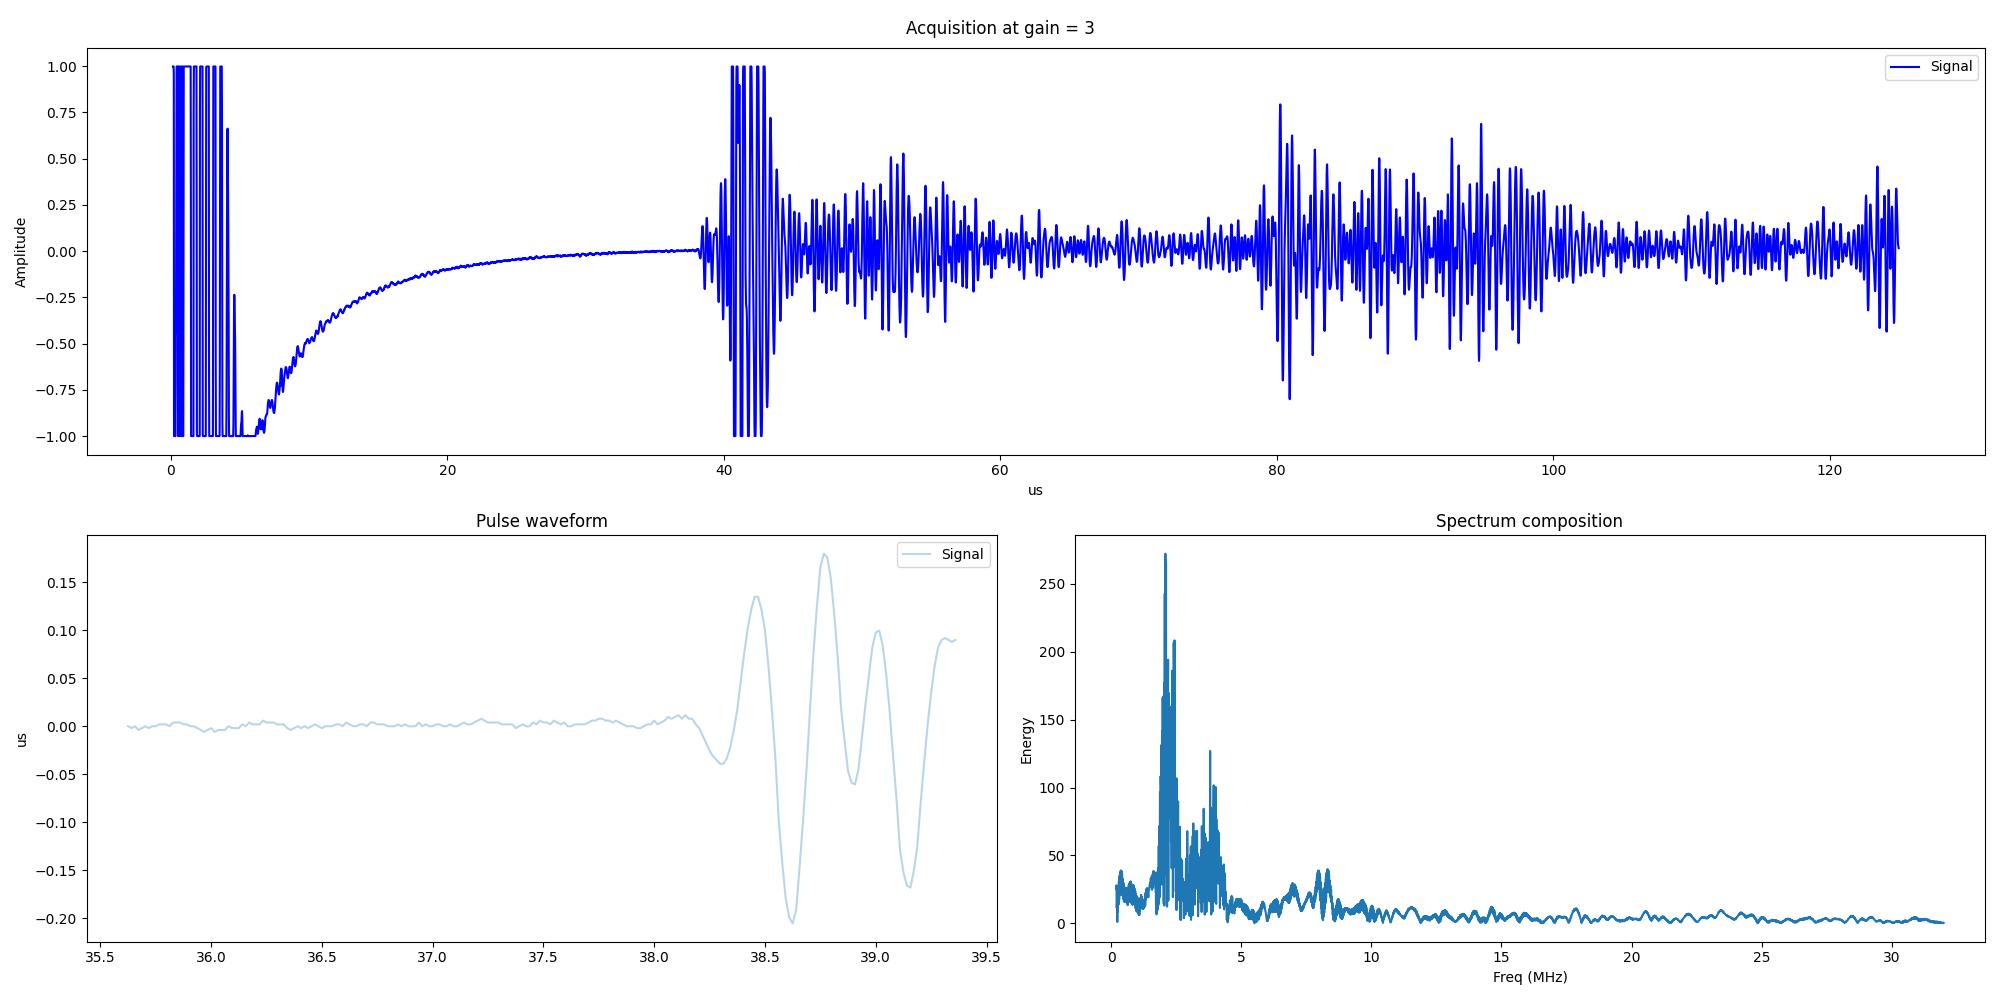 Acquisition at gain = 3
1.00
0.75
0.50
0.25
0.00
−0.25
−0.50
−0.75
−1.00
Amplitude
Signal
0 20 40 60 80 100 120
us
Pulse waveform
0.15
0.10
0.05
0.00
−0.05
−0.10
−0.15
−0.20
us
Signal
35.5 36.0 36.5 37.0 37.5 38.0 38.5 39.0 39.5
Spectrum composition
250
200
150
100
50
0
Energy
0 5 10 15 20 25 30
Freq (MHz)